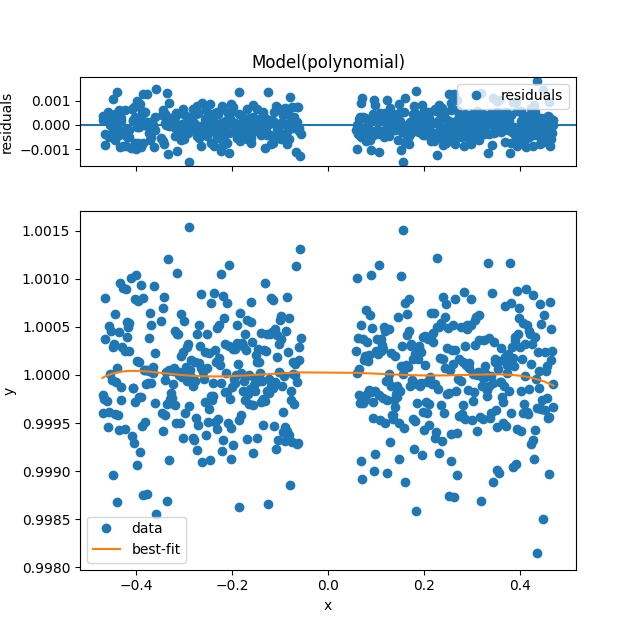 Model(polynomial)
residuals
0.001
0.000
−0.001
residuals
1.0015
1.0010
1.0005
1.0000
0.9995
0.9990
0.9985
0.9980
y
data
best-fit
−0.4
−0.2
0.0
0.2
0.4
x